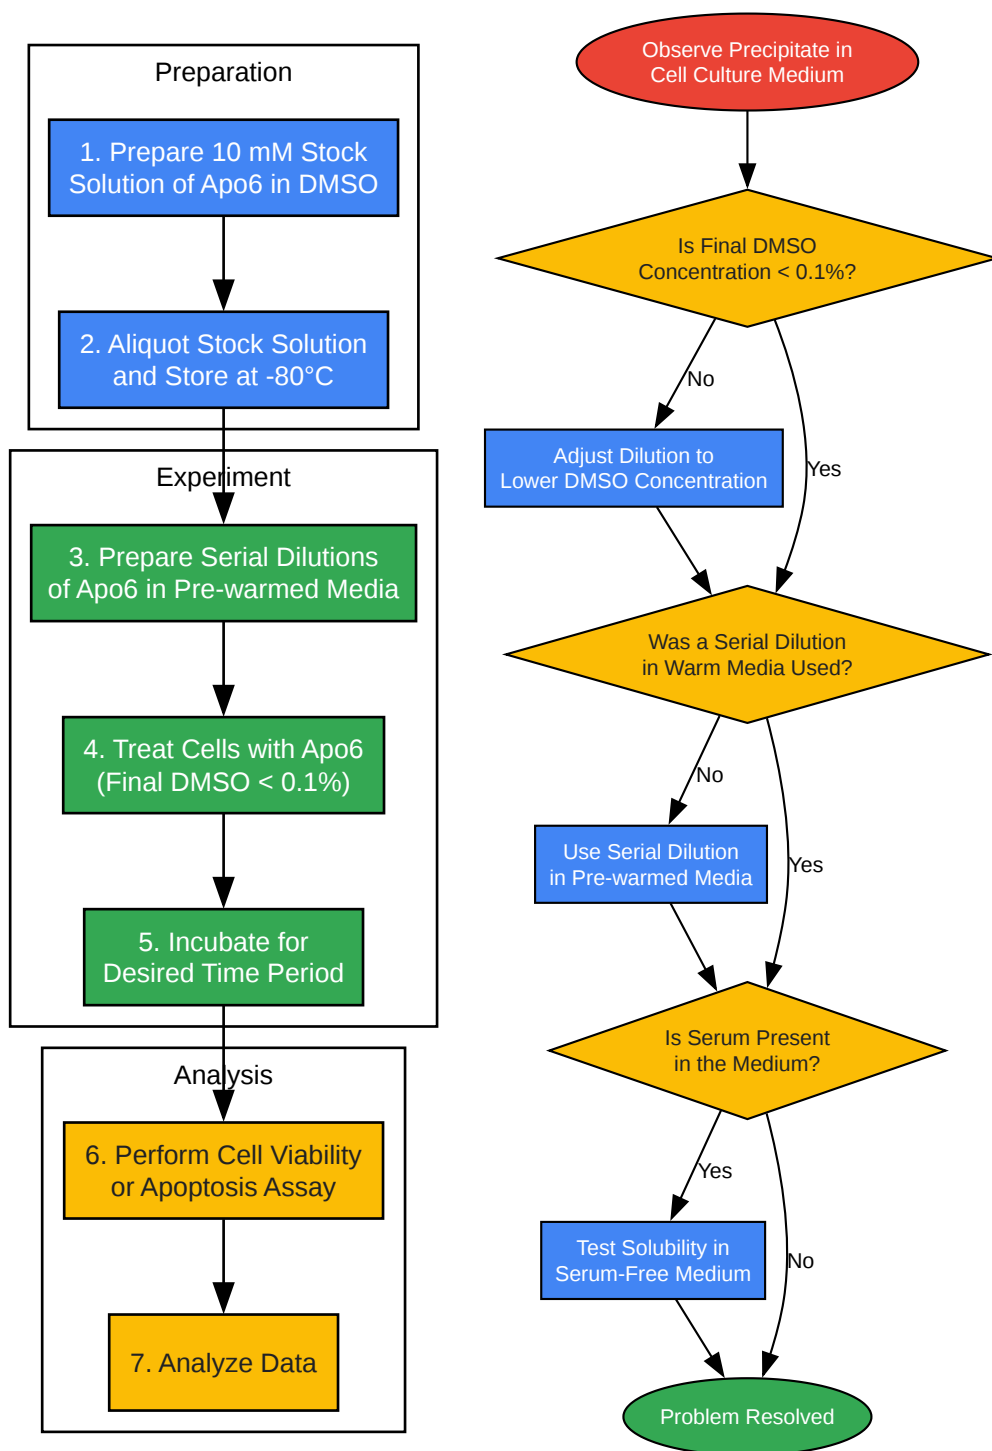 Preparation
1. Prepare 10 mM Stock
Solution of Apo6 in DMSO
2. Aliquot Stock Solution
and Store at -80°C
Experiment
3. Prepare Serial Dilutions
of Apo6 in Pre-warmed Media
4. Treat Cells with Apo6
(Final DMSO < 0.1%)
5. Incubate for
Desired Time Period
Analysis
6. Perform Cell Viability
or Apoptosis Assay
7. Analyze Data
Observe Precipitate in
Cell Culture Medium
Is Final DMSO
Concentration < 0.1%?
No
Adjust Dilution to
Lower DMSO Concentration
Yes
Was a Serial Dilution
in Warm Media Used?
No
Use Serial Dilution
in Pre-warmed Media
Yes
Is Serum Present
in the Medium?
Yes
Test Solubility in
Serum-Free Medium
No
Problem Resolved